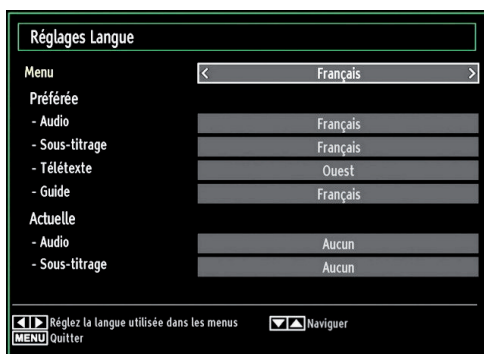 Réglages Langue
Menu < Français >
Préférée
- Audio Français
- Sous-titrage Français
- Télétexte Ouest
- Guide Français
Actuelle
- Audio Aucun
- Sous-titrage Aucun
Réglez la langue utilisée dans les menus Naviguer
MENU Quitter